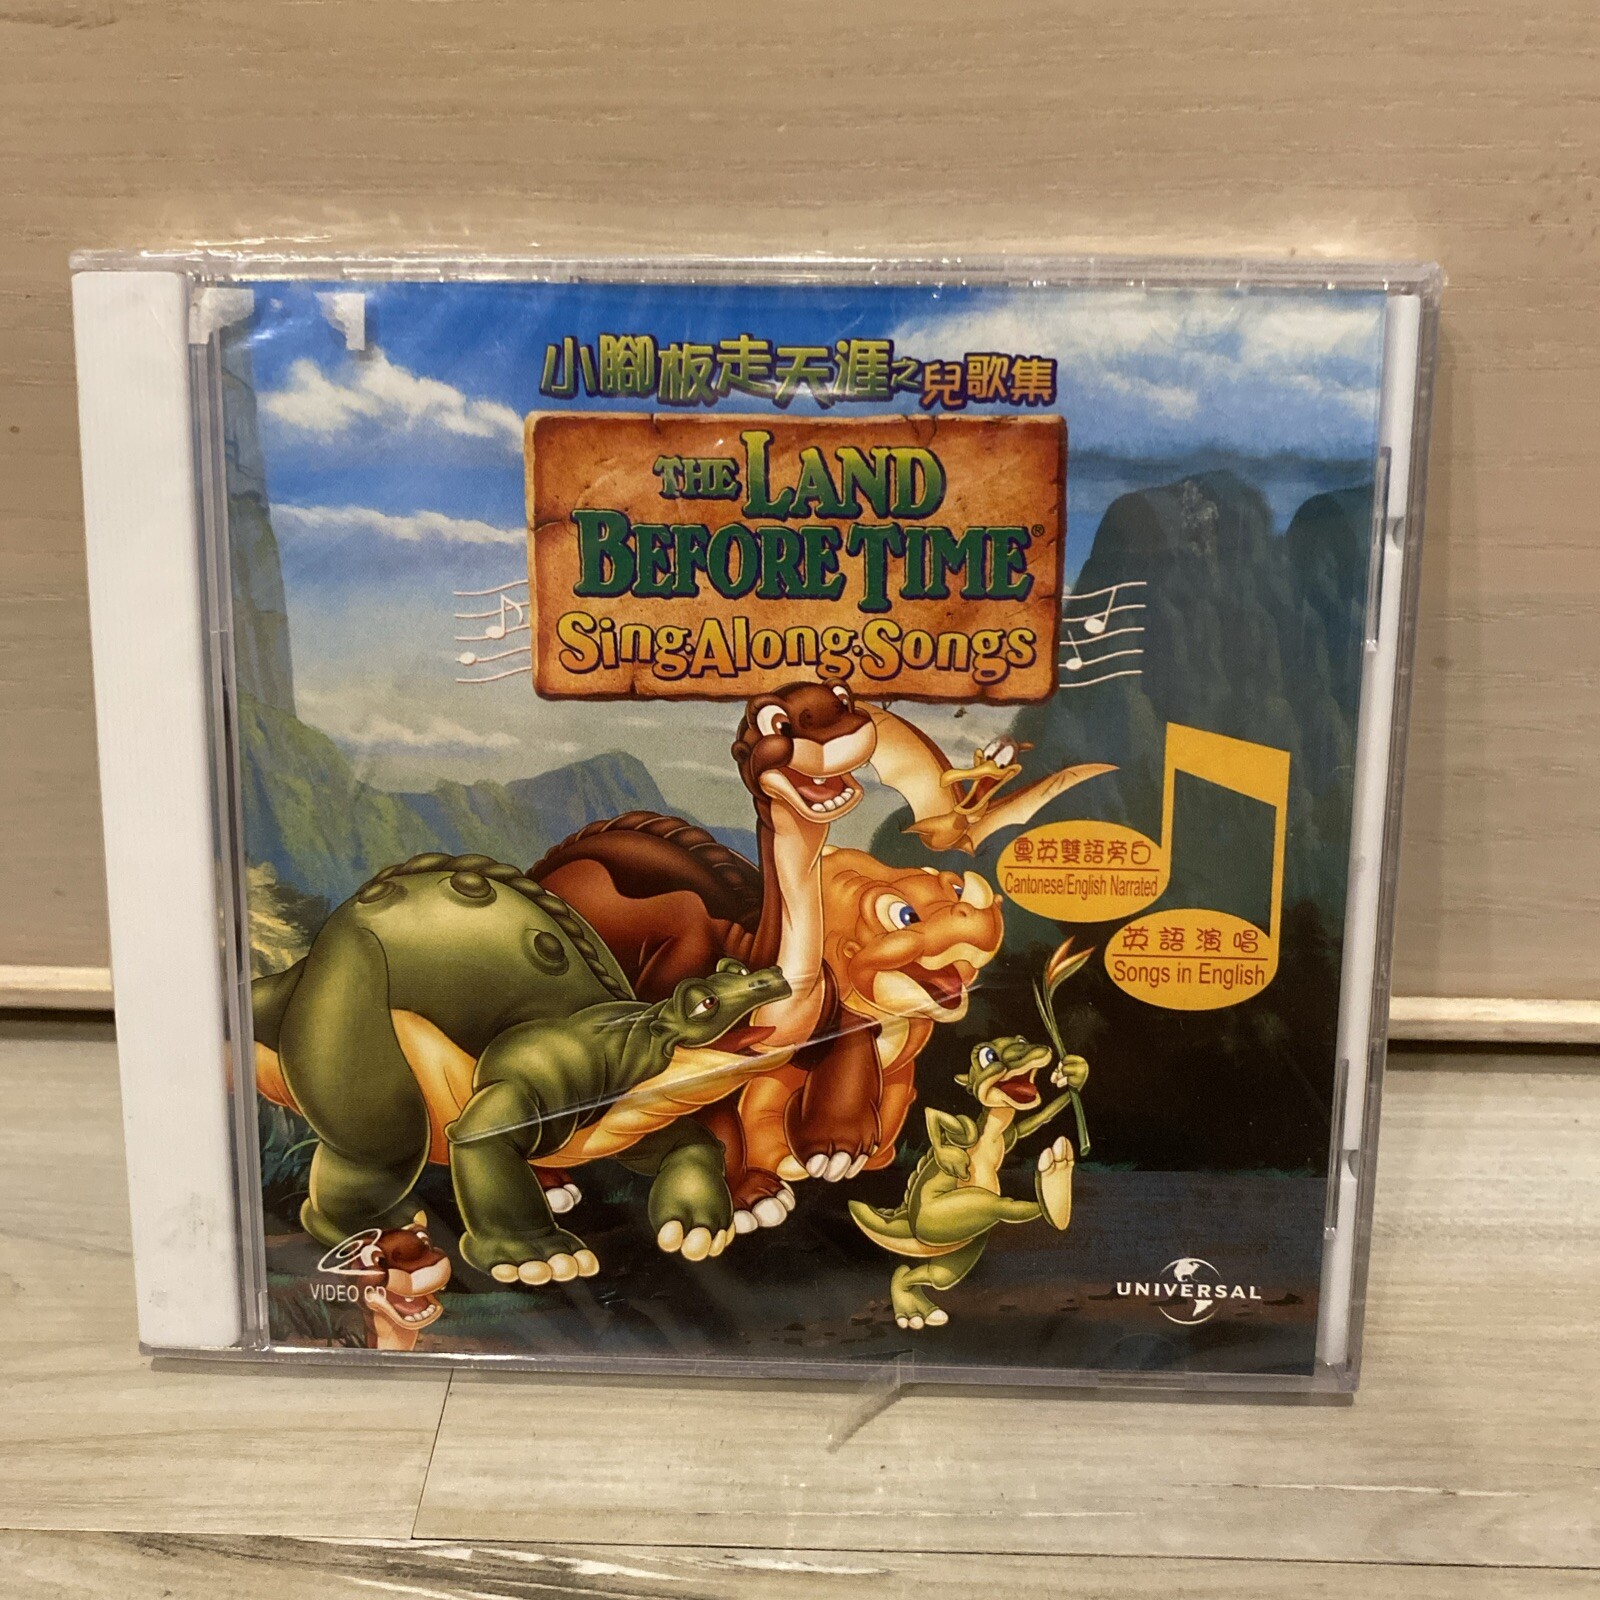 小腳板走天涯之兒歌集
THE LAND
BEFORE TIME®
Sing·Along·Songs
粵英雙語旁白
Cantonese/English Narrated
英語演唱
Songs in English
VIDEO CD
UNIVERSAL